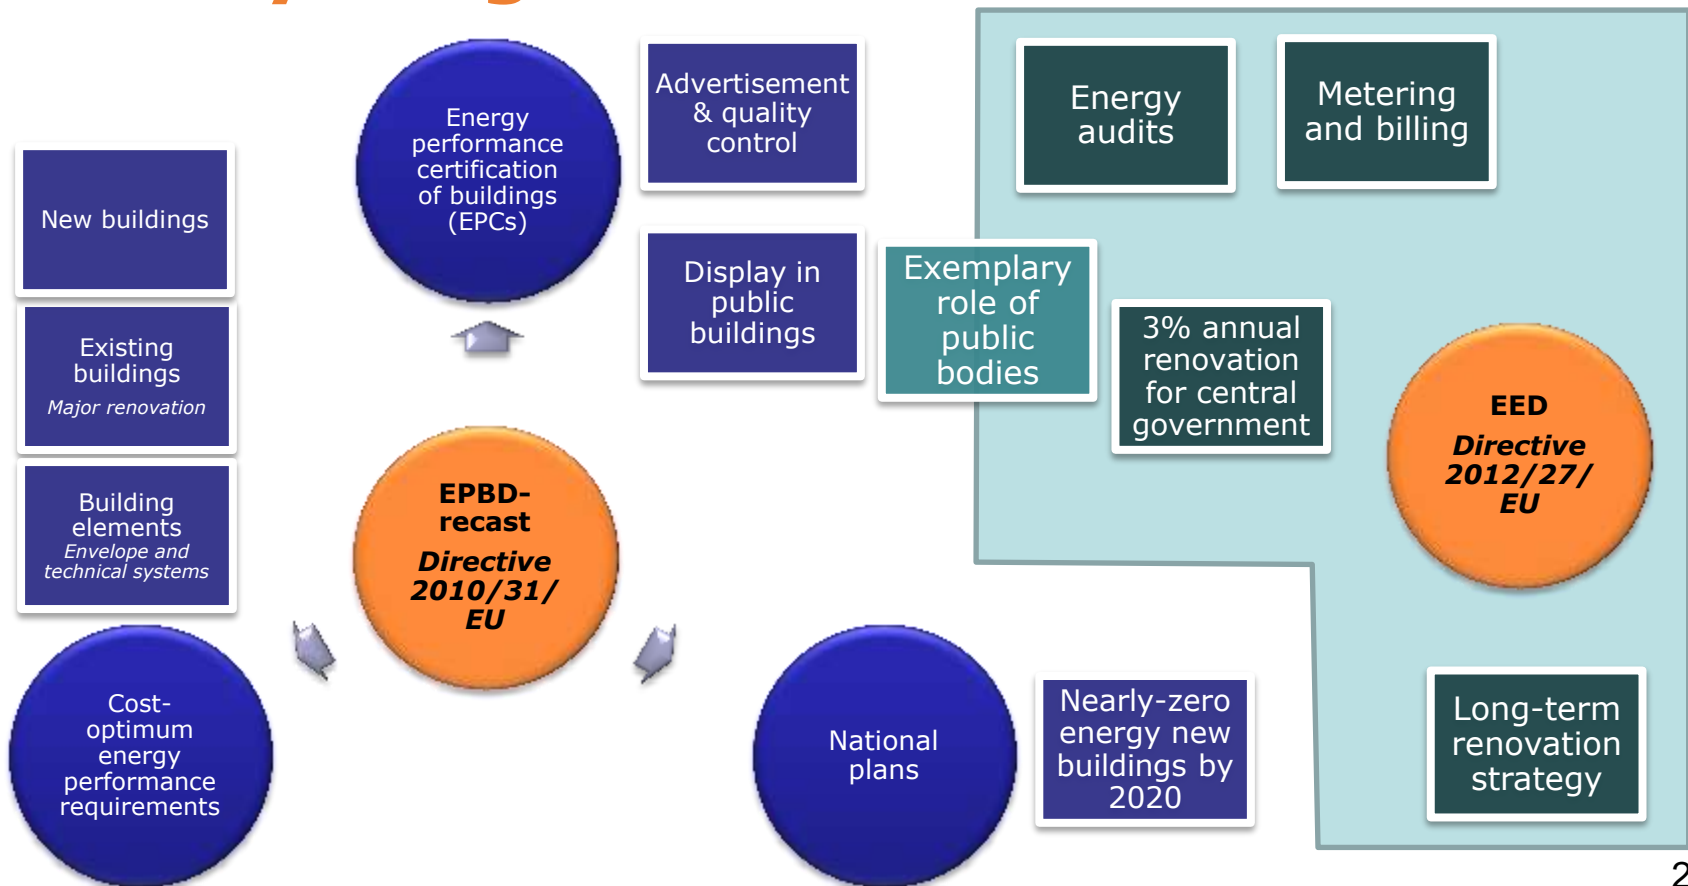 Energy
performance
certification
of buildings
(EPCs)
Advertisement
& quality
control
Display in
public
buildings
Exemplary
role of
public
bodies
Energy
audits
Metering
and billing
3% annual
renovation
for central
government
EED
Directive
2012/27/
EU
Long-term
renovation
strategy
New buildings
Existing
buildings
Major renovation
Building
elements
Envelope and
technical systems
EPBD-
recast
Directive
2010/31/
EU
Cost-
optimum
energy
performance
requirements
National
plans
Nearly-zero
energy new
buildings by
2020
2